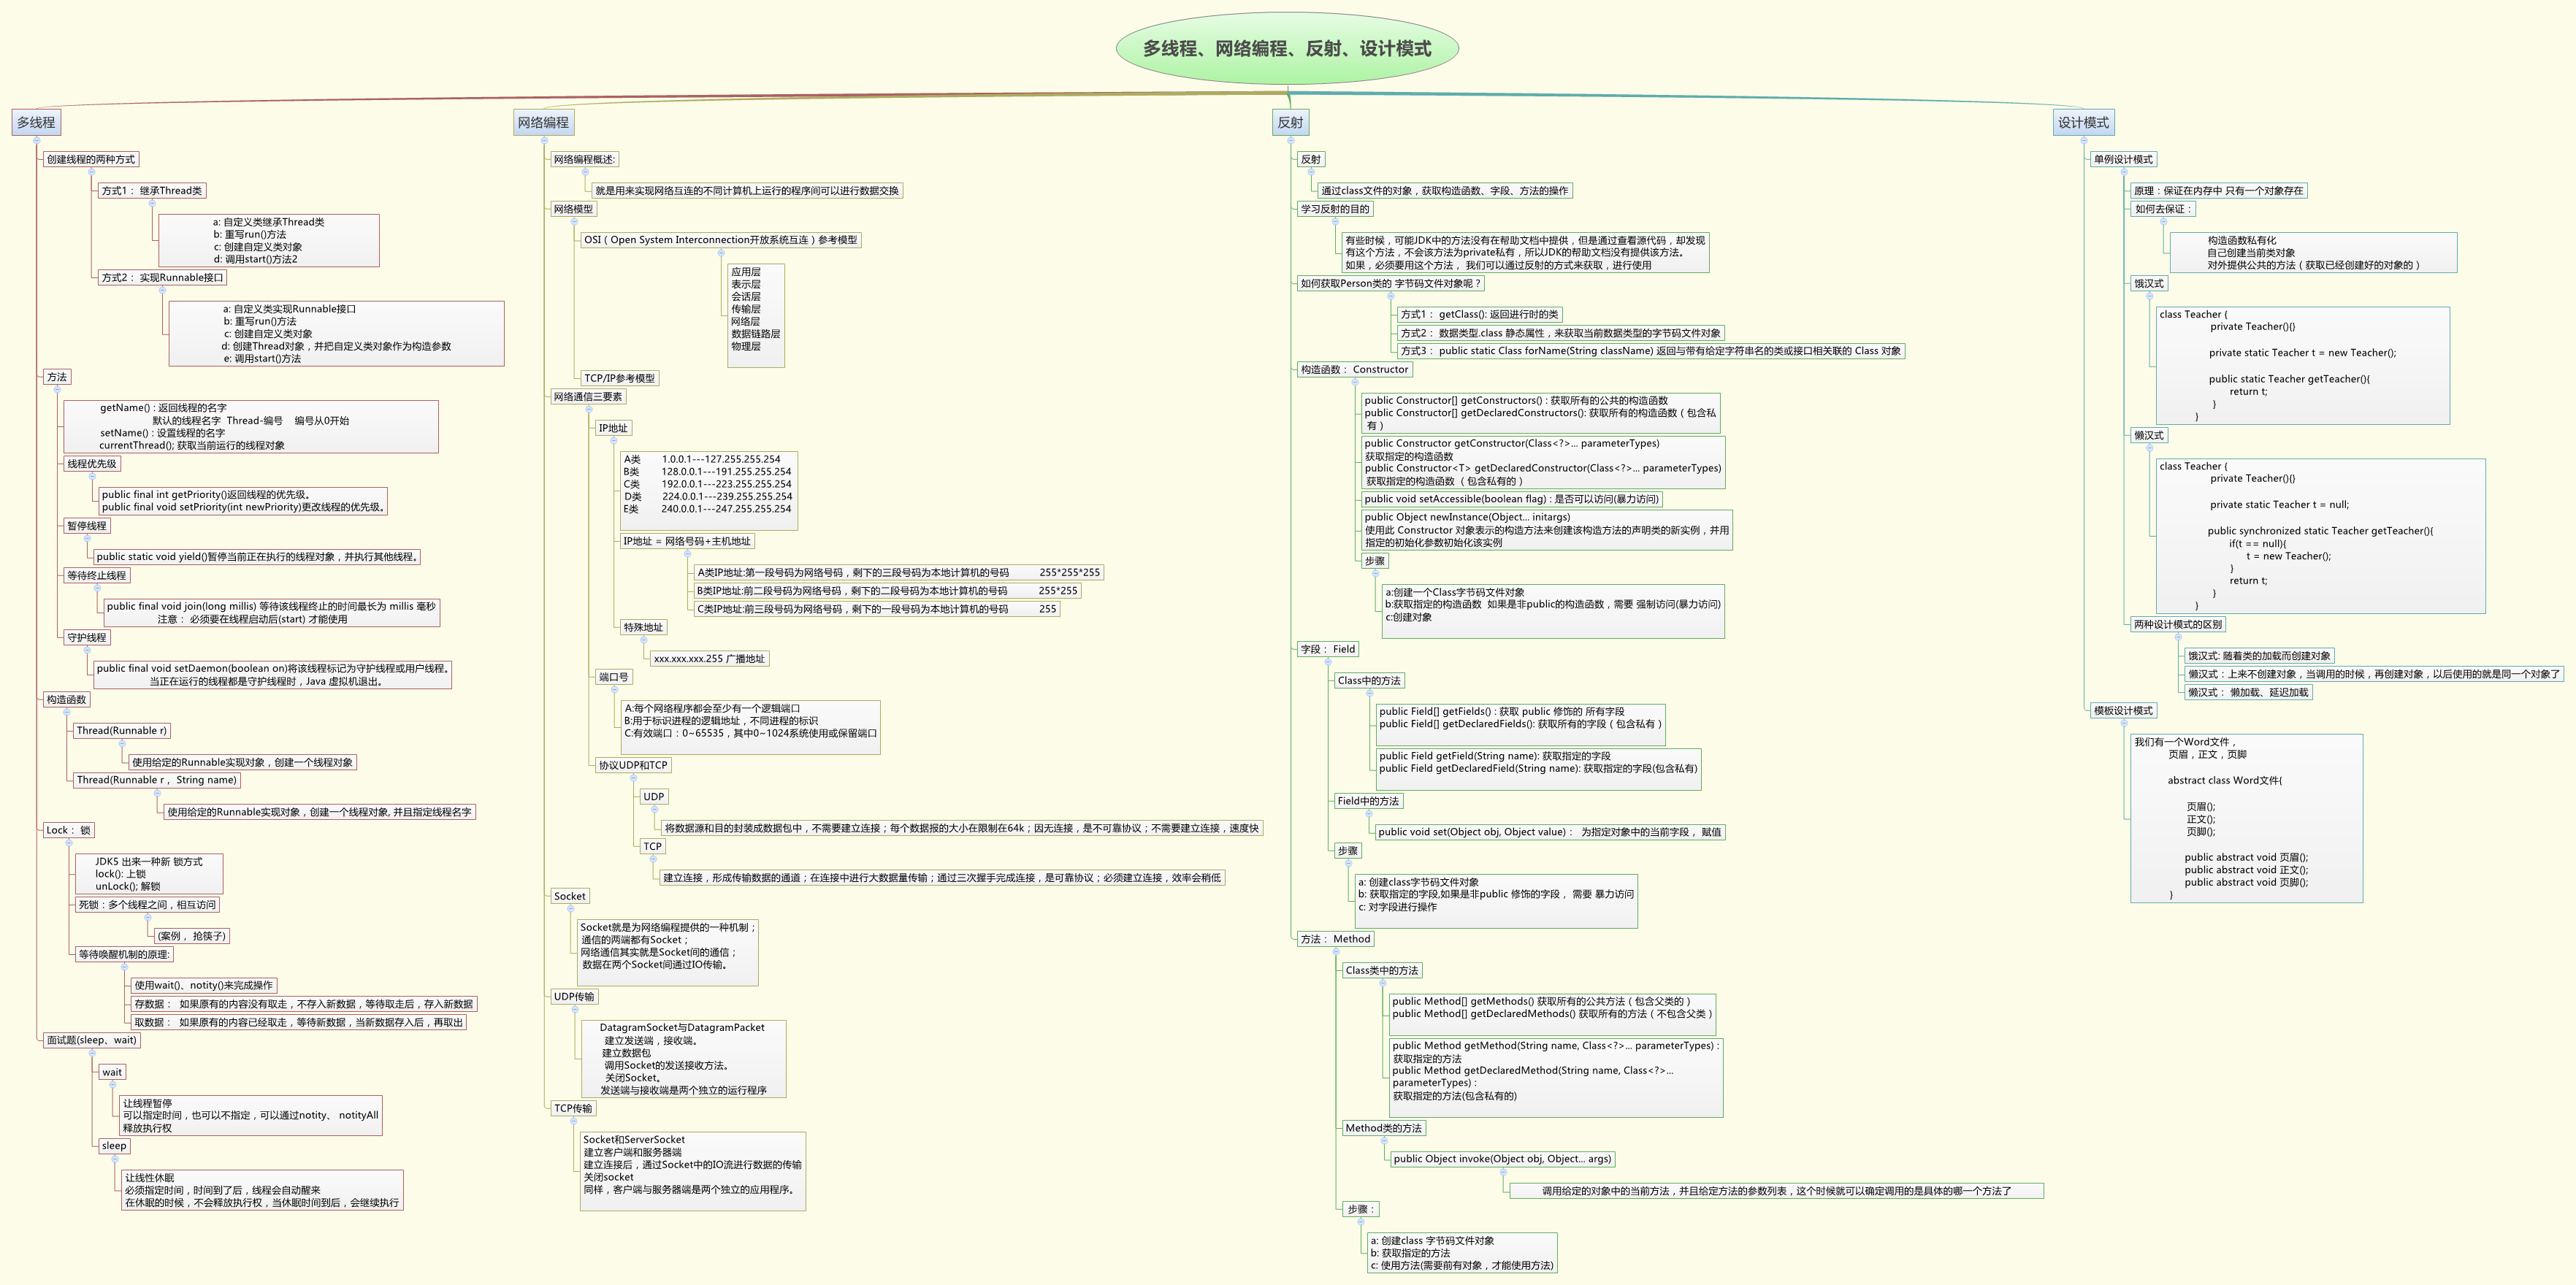 多线程、网络编程、反射、设计模式
多线程
创建线程的两种方式
方式1： 继承Thread类
a: 自定义类继承Thread类
b: 重写run()方法
c: 创建自定义类对象
d: 调用start()方法2
方式2： 实现Runnable接口
a: 自定义类实现Runnable接口
b: 重写run()方法
c: 创建自定义类对象
d: 创建Thread对象，并把自定义类对象作为构造参数
e: 调用start()方法
方法
getName() : 返回线程的名字
默认的线程名字 Thread-编号 编号从0开始
setName() : 设置线程的名字
currentThread(); 获取当前运行的线程对象
线程优先级
public final int getPriority()返回线程的优先级。
public final void setPriority(int newPriority)更改线程的优先级。
暂停线程
public static void yield()暂停当前正在执行的线程对象，并执行其他线程。
等待终止线程
public final void join(long millis) 等待该线程终止的时间最长为 millis 毫秒
注意： 必须要在线程启动后(start) 才能使用
守护线程
public final void setDaemon(boolean on)将该线程标记为守护线程或用户线程。
当正在运行的线程都是守护线程时，Java 虚拟机退出。
构造函数
Thread(Runnable r)
使用给定的Runnable实现对象，创建一个线程对象
Thread(Runnable r ,  String name)
使用给定的Runnable实现对象，创建一个线程对象, 并且指定线程名字
Lock： 锁
JDK5 出来一种新 锁方式
lock(): 上锁
unLock(); 解锁
死锁：多个线程之间，相互访问
(案例， 抢筷子)
等待唤醒机制的原理:
使用wait()、notity()来完成操作
存数据： 如果原有的内容没有取走，不存入新数据，等待取走后，存入新数据
取数据： 如果原有的内容已经取走，等待新数据，当新数据存入后，再取出
面试题(sleep、wait)
wait
让线程暂停
可以指定时间，也可以不指定，可以通过notity、 notityAll
释放执行权
sleep
让线性休眠
必须指定时间，时间到了后，线程会自动醒来
在休眠的时候，不会释放执行权，当休眠时间到后，会继续执行
网络编程
网络编程概述:
就是用来实现网络互连的不同计算机上运行的程序间可以进行数据交换
网络模型
OSI（Open System Interconnection开放系统互连）参考模型
应用层
表示层
会话层
传输层
网络层
数据链路层
物理层
TCP/IP参考模型
网络通信三要素
IP地址
A类 1.0.0.1---127.255.255.254
B类 128.0.0.1---191.255.255.254
C类 192.0.0.1---223.255.255.254
D类 224.0.0.1---239.255.255.254
E类 240.0.0.1---247.255.255.254
IP地址 = 网络号码+主机地址
A类IP地址:第一段号码为网络号码，剩下的三段号码为本地计算机的号码 255*255*255
B类IP地址:前二段号码为网络号码，剩下的二段号码为本地计算机的号码 255*255
C类IP地址:前三段号码为网络号码，剩下的一段号码为本地计算机的号码 255
特殊地址
xxx.xxx.xxx.255 广播地址
端口号
A:每个网络程序都会至少有一个逻辑端口
B:用于标识进程的逻辑地址，不同进程的标识
C:有效端口：0~65535，其中0~1024系统使用或保留端口
协议UDP和TCP
UDP
将数据源和目的封装成数据包中，不需要建立连接；每个数据报的大小在限制在64k；因无连接，是不可靠协议；不需要建立连接，速度快
TCP
建立连接，形成传输数据的通道；在连接中进行大数据量传输；通过三次握手完成连接，是可靠协议；必须建立连接，效率会稍低
Socket
Socket就是为网络编程提供的一种机制；
通信的两端都有Socket；
网络通信其实就是Socket间的通信；
数据在两个Socket间通过IO传输。
UDP传输
DatagramSocket与DatagramPacket
建立发送端，接收端。
建立数据包
调用Socket的发送接收方法。
关闭Socket。
发送端与接收端是两个独立的运行程序
TCP传输
Socket和ServerSocket
建立客户端和服务器端
建立连接后，通过Socket中的IO流进行数据的传输
关闭socket
同样，客户端与服务器端是两个独立的应用程序。
反射
反射
通过class文件的对象，获取构造函数、字段、方法的操作
学习反射的目的
有些时候，可能JDK中的方法没有在帮助文档中提供，但是通过查看源代码，却发现
有这个方法，不会该方法为private私有，所以JDK的帮助文档没有提供该方法。
如果，必须要用这个方法， 我们可以通过反射的方式来获取，进行使用
如何获取Person类的 字节码文件对象呢？
方式1： getClass(): 返回进行时的类
方式2： 数据类型.class 静态属性，来获取当前数据类型的字节码文件对象
方式3： public static Class forName(String className) 返回与带有给定字符串名的类或接口相关联的 Class 对象
构造函数： Constructor
public Constructor[] getConstructors() : 获取所有的公共的构造函数
public Constructor[] getDeclaredConstructors(): 获取所有的构造函数（包含私
有）
public Constructor getConstructor(Class<?>... parameterTypes)
获取指定的构造函数
public Constructor<T> getDeclaredConstructor(Class<?>... parameterTypes)
获取指定的构造函数 （包含私有的）
public void setAccessible(boolean flag) : 是否可以访问(暴力访问)
public Object newInstance(Object... initargs)
使用此 Constructor 对象表示的构造方法来创建该构造方法的声明类的新实例，并用
指定的初始化参数初始化该实例
步骤
a:创建一个Class字节码文件对象
b:获取指定的构造函数 如果是非public的构造函数，需要 强制访问(暴力访问)
c:创建对象
字段： Field
Class中的方法
public Field[] getFields() : 获取 public 修饰的 所有字段
public Field[] getDeclaredFields(): 获取所有的字段（包含私有）
public Field getField(String name): 获取指定的字段
public Field getDeclaredField(String name): 获取指定的字段(包含私有)
Field中的方法
public void set(Object obj, Object value)： 为指定对象中的当前字段， 赋值
步骤
a: 创建class字节码文件对象
b: 获取指定的字段,如果是非public 修饰的字段， 需要 暴力访问
c: 对字段进行操作
方法： Method
Class类中的方法
public Method[] getMethods() 获取所有的公共方法（包含父类的）
public Method[] getDeclaredMethods() 获取所有的方法（不包含父类）
public Method getMethod(String name, Class<?>... parameterTypes) :
获取指定的方法
public Method getDeclaredMethod(String name, Class<?>...
parameterTypes) :
获取指定的方法(包含私有的)
Method类的方法
public Object invoke(Object obj, Object... args)
调用给定的对象中的当前方法，并且给定方法的参数列表，这个时候就可以确定调用的是具体的哪一个方法了
步骤：
a: 创建class 字节码文件对象
b: 获取指定的方法
c: 使用方法(需要前有对象，才能使用方法)
设计模式
单例设计模式
原理：保证在内存中 只有一个对象存在
如何去保证：
构造函数私有化
自己创建当前类对象
对外提供公共的方法（获取已经创建好的对象的）
饿汉式
class Teacher {
private Teacher(){}
private static Teacher t = new Teacher();
public static Teacher getTeacher(){
return t;
}
}
懒汉式
class Teacher {
private Teacher(){}
private static Teacher t = null;
public synchronized static Teacher getTeacher(){
if(t == null){
t = new Teacher();
}
return t;
}
}
两种设计模式的区别
饿汉式: 随着类的加载而创建对象
懒汉式：上来不创建对象，当调用的时候，再创建对象，以后使用的就是同一个对象了
懒汉式： 懒加载、延迟加载
模板设计模式
我们有一个Word文件，
页眉，正文，页脚
abstract class Word文件{
页眉();
正文();
页脚();
public abstract void 页眉();
public abstract void 正文();
public abstract void 页脚();
}